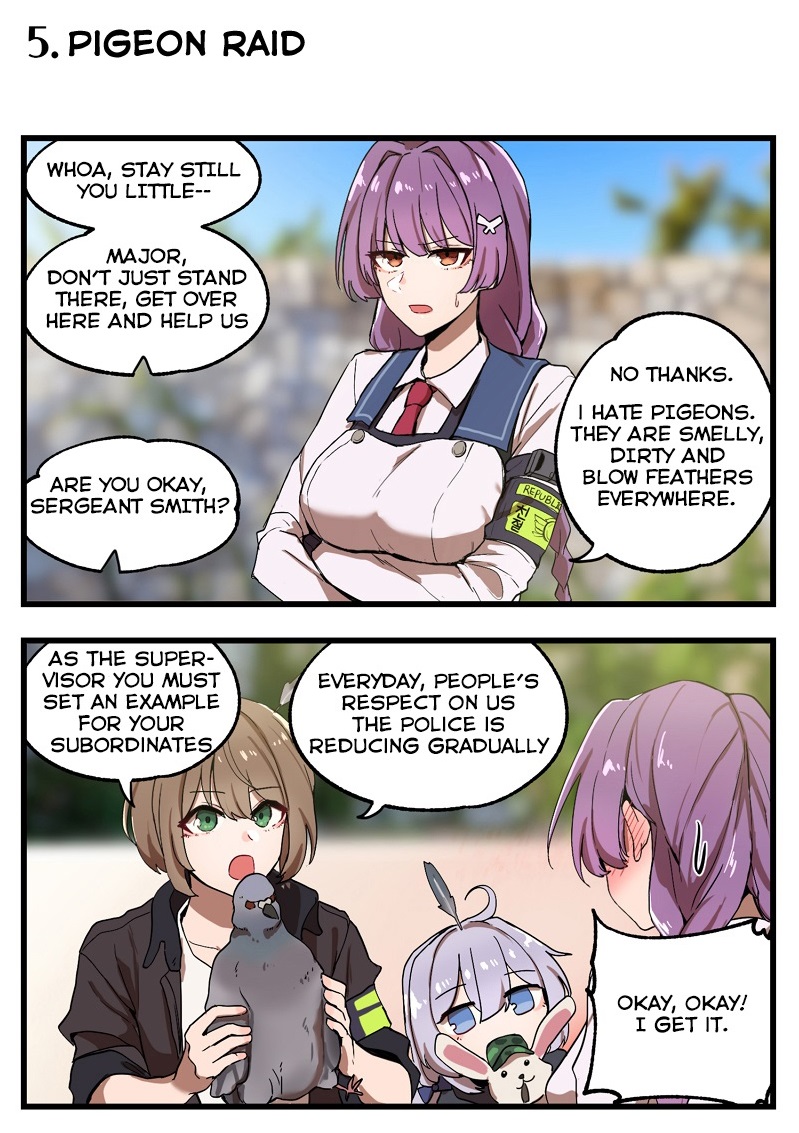 5. PIGEON RAID
WHOA, STAY STILL
YOU LITTLE--
MAJOR,
DON'T JUST STAND
THERE, GET OVER
HERE AND HELP US
ARE YOU OKAY,
SERGEANT SMITH?
NO THANKS.
I HATE PIGEONS.
THEY ARE SMELLY,
DIRTY AND
BLOW FEATHERS
EVERYWHERE.
REPUBLI
AS THE SUPER-
VISOR YOU MUST
SET AN EXAMPLE
FOR YOUR
SUBORDINATES
EVERYDAY, PEOPLE'S
RESPECT ON US
THE POLICE IS
REDUCING GRADUALLY
OKAY, OKAY!
I GET IT.